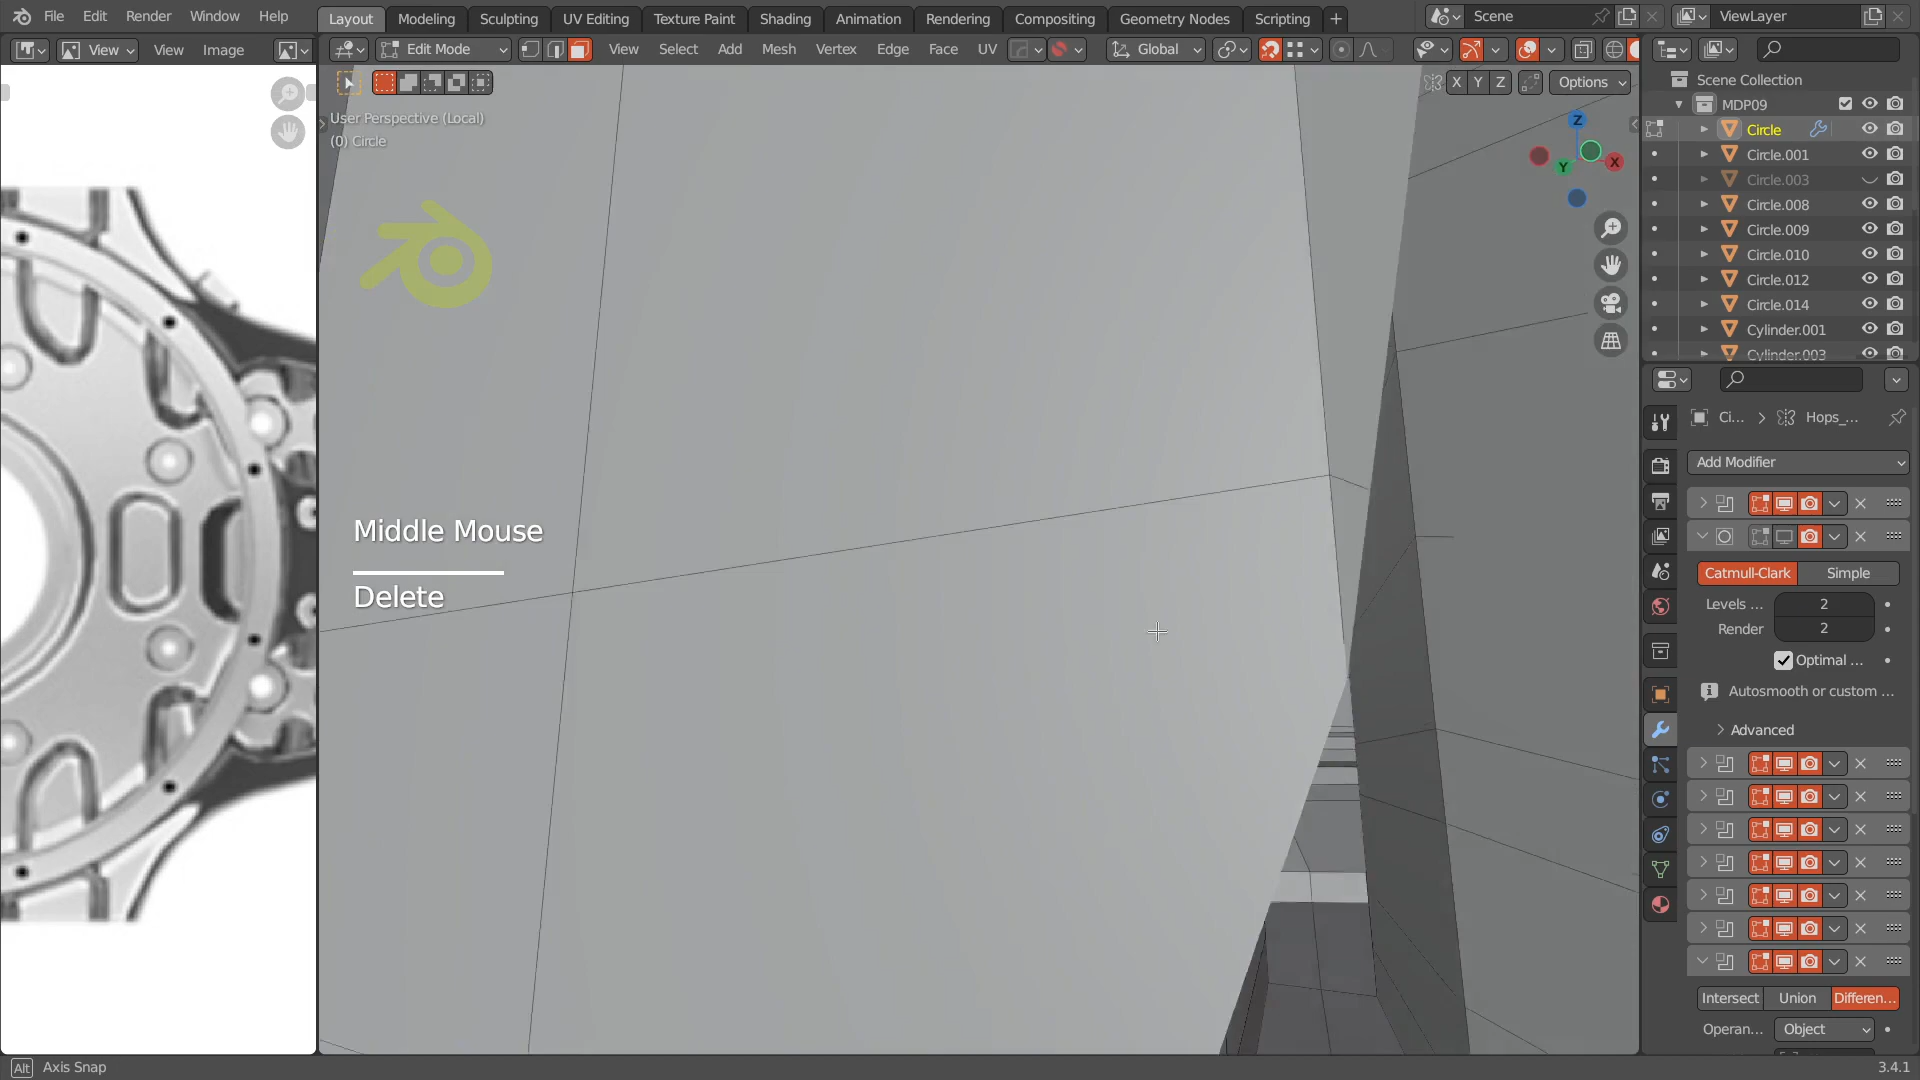 File Edit Render Window Help Layout Modeling Sculpting UV Editing Texture Paint Shading Animation Rendering Compositing Geometry Nodes Scripting + Scene ViewLayer
View View Image Edit Mode View Select Add Mesh Vertex Edge Face UV Global
X Y Z Options
User Perspective (Local)
(0) Circle
Z
Y X
Middle Mouse
Delete
Scene Collection
MDP09
Circle
Circle.001
Circle.003
Circle.008
Circle.009
Circle.010
Circle.012
Circle.014
Cylinder.001
Cylinder.003
Ci... Hops_...
Add Modifier
Catmull-Clark Simple
Levels ... 2
Render 2
Optimal ...
Autosmooth or custom ...
Advanced
Intersect Union Differen...
Operan... Object
Alt Axis Snap 3.4.1